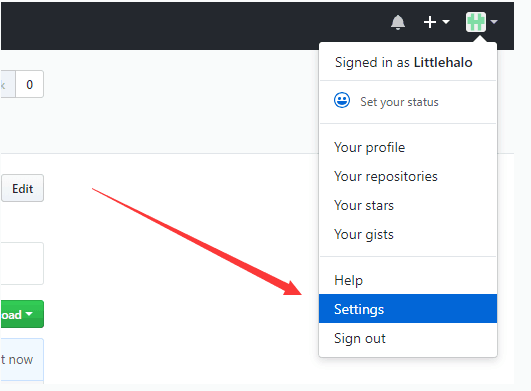 Signed in as Littlehalo
0
Set your status
Your profile
Your repositories
Edit
Your stars
Your gists
Help
Settings
oad
Sign out
t now